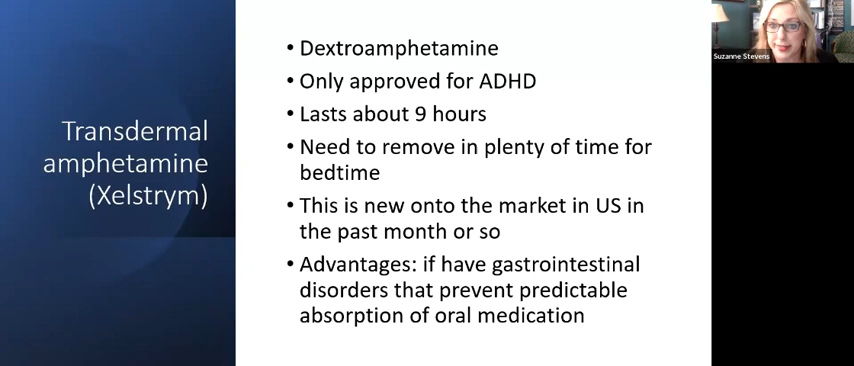 Transdermal
amphetamine
(Xelstrym)
• Dextroamphetamine
• Only approved for ADHD
• Lasts about 9 hours
• Need to remove in plenty of time for
bedtime
• This is new onto the market in US in
the past month or so
• Advantages: if have gastrointestinal
disorders that prevent predictable
absorption of oral medication
Suzanne Stevens